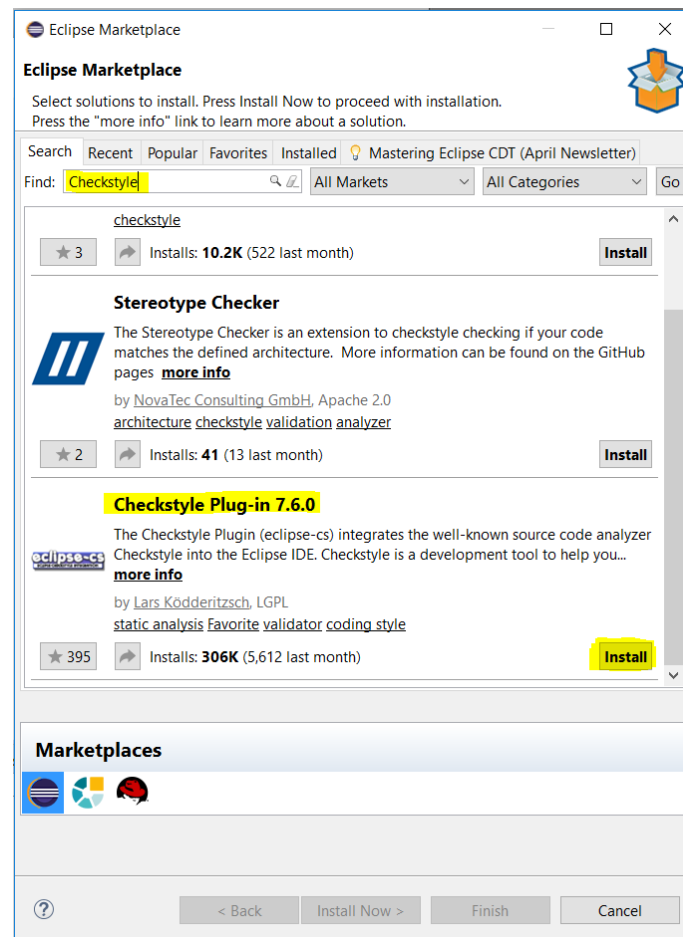 Eclipse Marketplace
Eclipse Marketplace
Select solutions to install. Press Install Now to proceed with installation.
Press the "more info" link to learn more about a solution.
Search Recent Popular Favorites Installed Mastering Eclipse CDT (April Newsletter)
Find: Checkstyle All Markets All Categories Go
checkstyle
3 Installs: 10.2K (522 last month) Install
Stereotype Checker
The Stereotype Checker is an extension to checkstyle checking if your code
matches the defined architecture. More information can be found on the GitHub
pages more info
by NovaTec Consulting GmbH, Apache 2.0
architecture checkstyle validation analyzer
2 Installs: 41 (13 last month) Install
Checkstyle Plug-in 7.6.0
The Checkstyle Plugin (eclipse-cs) integrates the well-known source code analyzer
eclipse-cs Checkstyle into the Eclipse IDE. Checkstyle is a development tool to help you...
more info
by Lars Ködderitzsch, LGPL
static analysis Favorite validator coding style
395 Installs: 306K (5,612 last month) Install
Marketplaces
? < Back Install Now > Finish Cancel